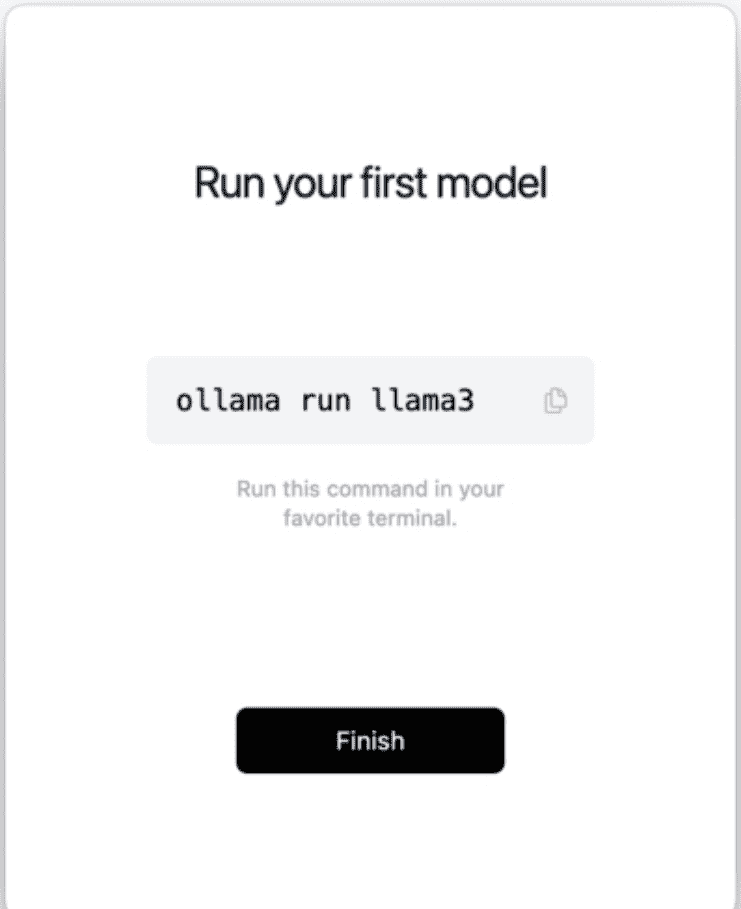 Run your first model
ollama run llama3
Run this command in your
favorite terminal.
Finish